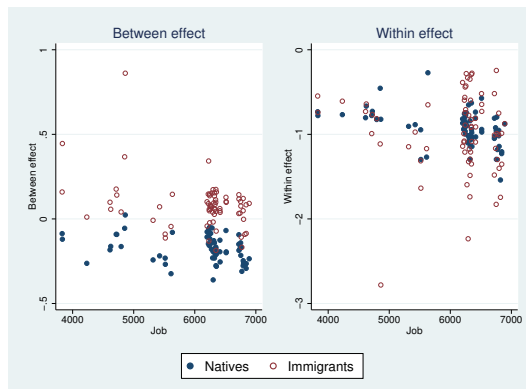 Between effect
Between effect
1
.5
0
-.5
4000 5000 6000 7000
Job
Within effect
Within effect
0
-1
-2
-3
4000 5000 6000 7000
Job
Natives Immigrants